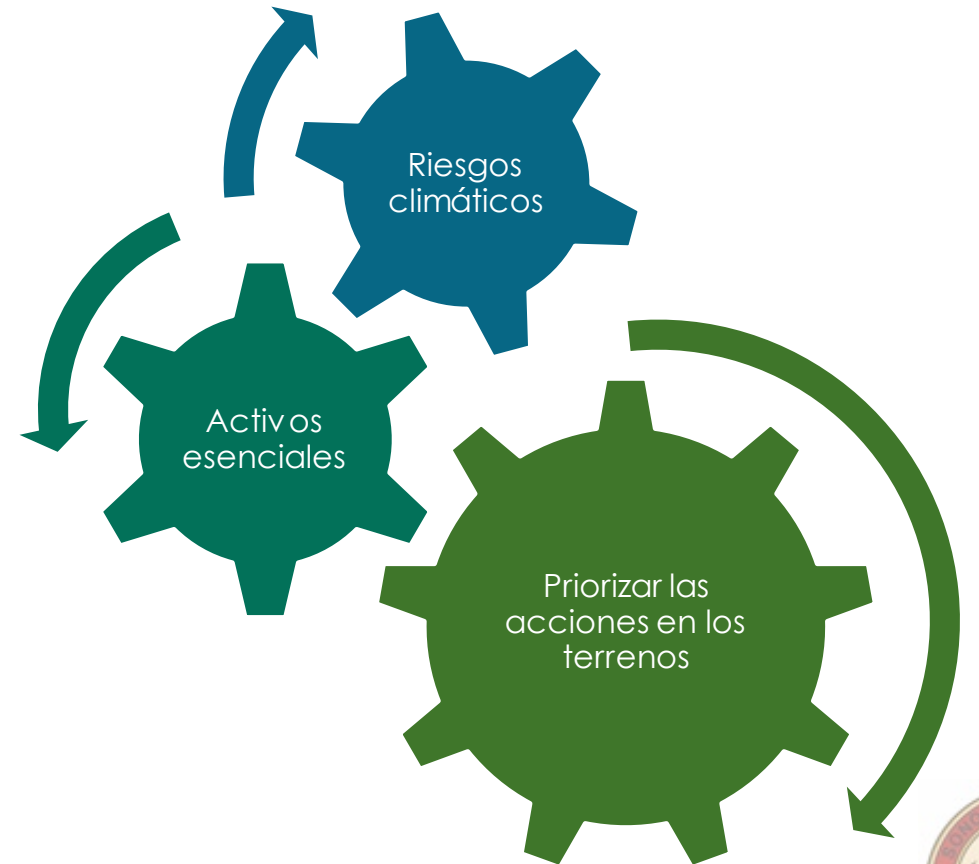 Riesgos
climáticos
Activos
esenciales
Priorizar las
acciones en los
terrenos